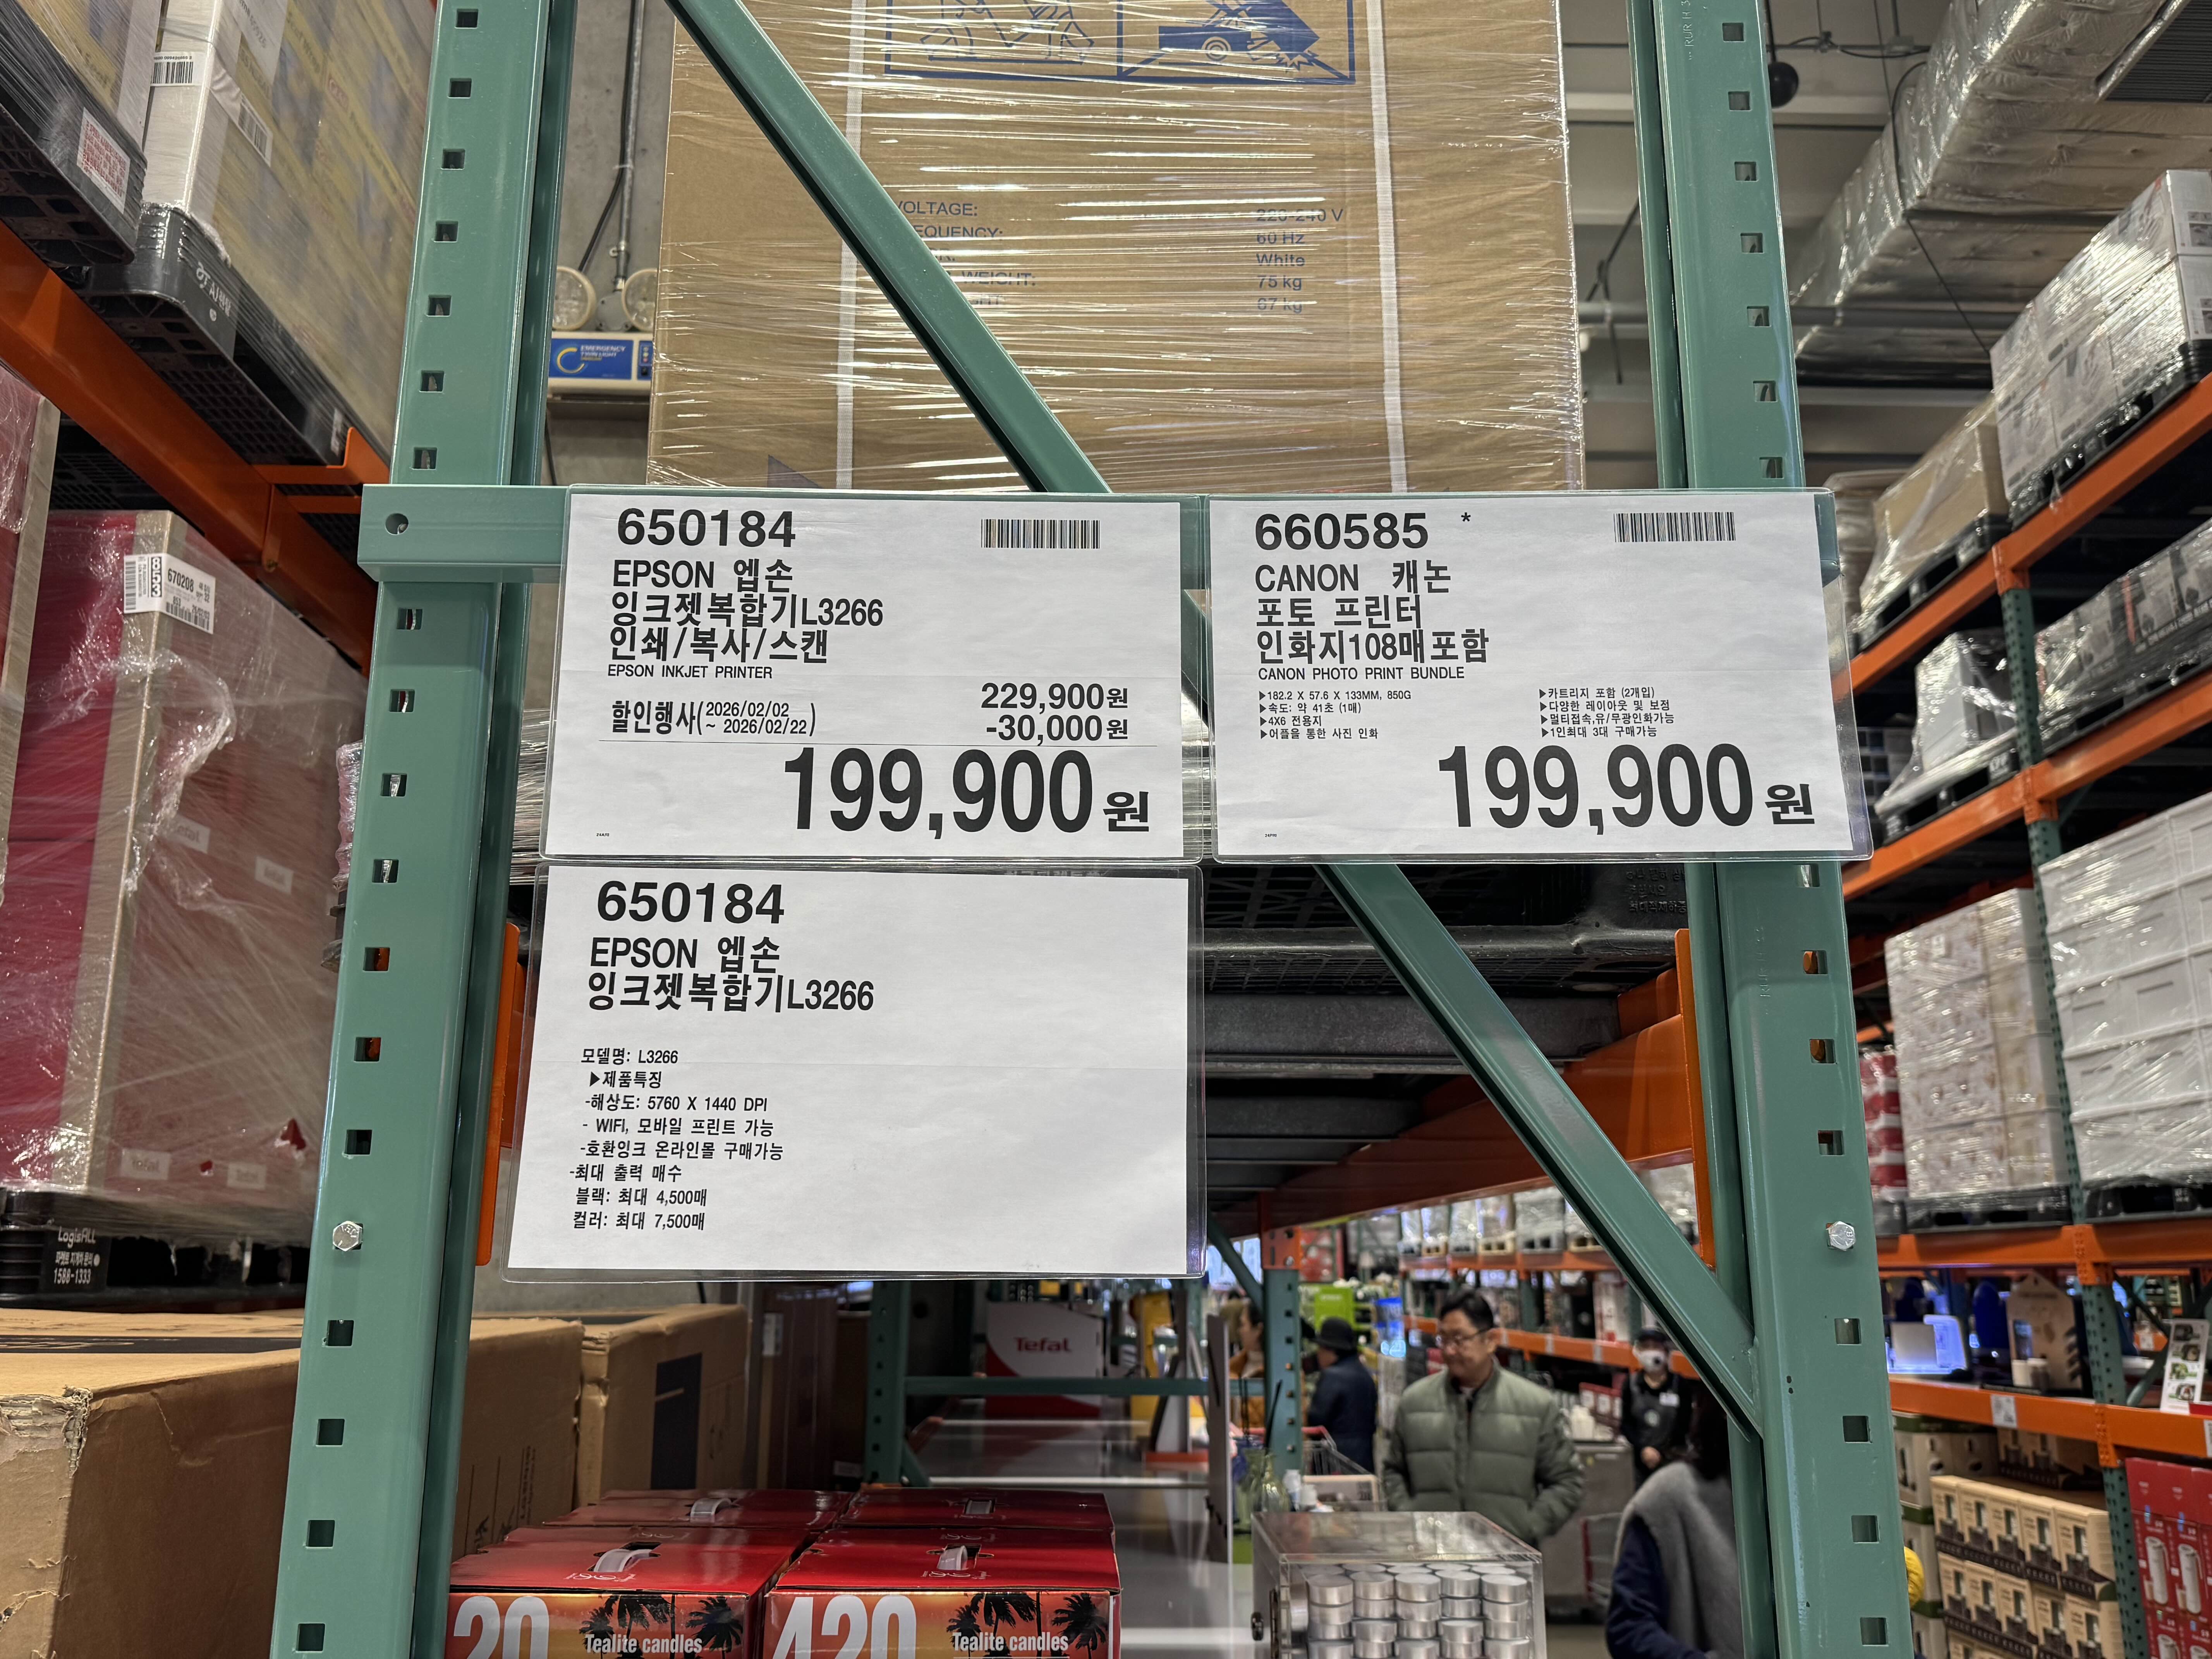 VOLTAGE:
220-240 V
60 Hz
White
WEIGHT:
75 kg
67 kg
EMERGENCY
TWIN LIGHT
670208
650184
EPSON 엡손
잉크젯복합기L3266
인쇄/복사/스캔
EPSON INKJET PRINTER
229,900원
할인행사(2026/02/02 ~ 2026/02/22)
-30,000원
199,900원
660585 *
CANON 캐논
포토 프린터
인화지108매포함
CANON PHOTO PRINT BUNDLE
▶182.2 X 57.6 X 133MM, 850G
▶속도: 약 41초 (1매)
▶4X6 전용지
▶어플을 통한 사진 인화
▶카트리지 포함 (2개입)
▶다양한 레이아웃 및 보정
▶멀티접속,유/무광인화가능
▶1인최대 3대 구매가능
199,900원
650184
EPSON 엡손
잉크젯복합기L3266
모델명: L3266
▶제품특징
-해상도: 5760 X 1440 DPI
- WIFI, 모바일 프린트 가능
-호환잉크 온라인몰 구매가능
-최대 출력 매수
블랙: 최대 4,500매
컬러: 최대 7,500매
LogisALL
1588-1333
Tefal
20
Tealite candles
420
Tealite candles